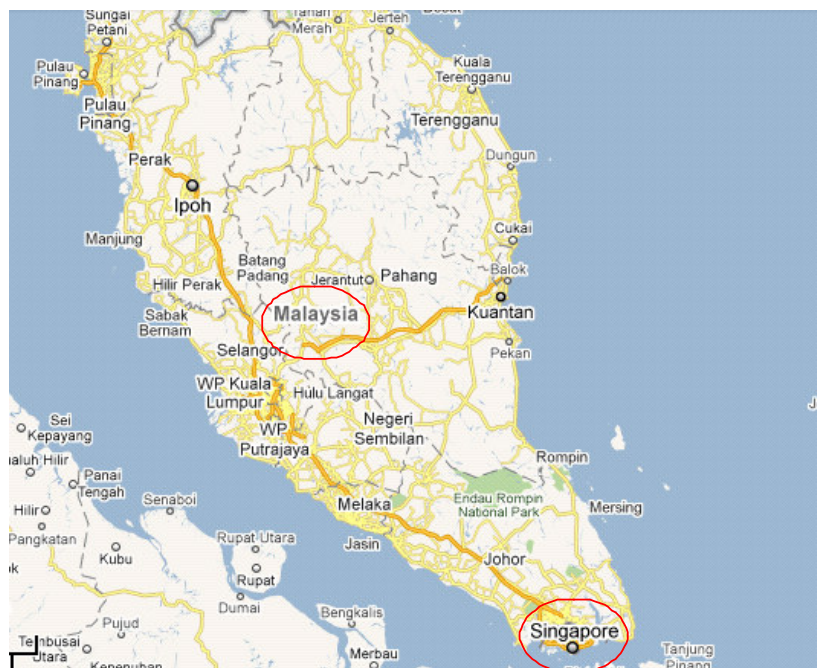 Sungai
Petani
Tanah
Merah
Jerteh
Pulau
Pinang
Kuala
Terengganu
Pulau
Pinang
Terengganu
Perak
Dungun
Ipoh
Manjung
Cukai
Batang
Padang
Balok
Hilir Perak
Jerantut
Pahang
Sabak
Bernam
Malaysia
Kuantan
Selangor
Pekan
WP Kuala
Lumpur
Hulu Langat
Sei
Kepayang
WP
Putrajaya
Negeri
Sembilan
Rompin
Panai
Tengah
Senaboi
Melaka
Endau Rompin
National Park
Mersing
Hilir
Pangkatan
Kubu
Rupat Utara
Jasin
Johor
Rupat
Dumai
Bengkalis
Pujud
Singapore
Tembusai
Utara
Merbau
Tanjung
Pinang
Kepenuhan